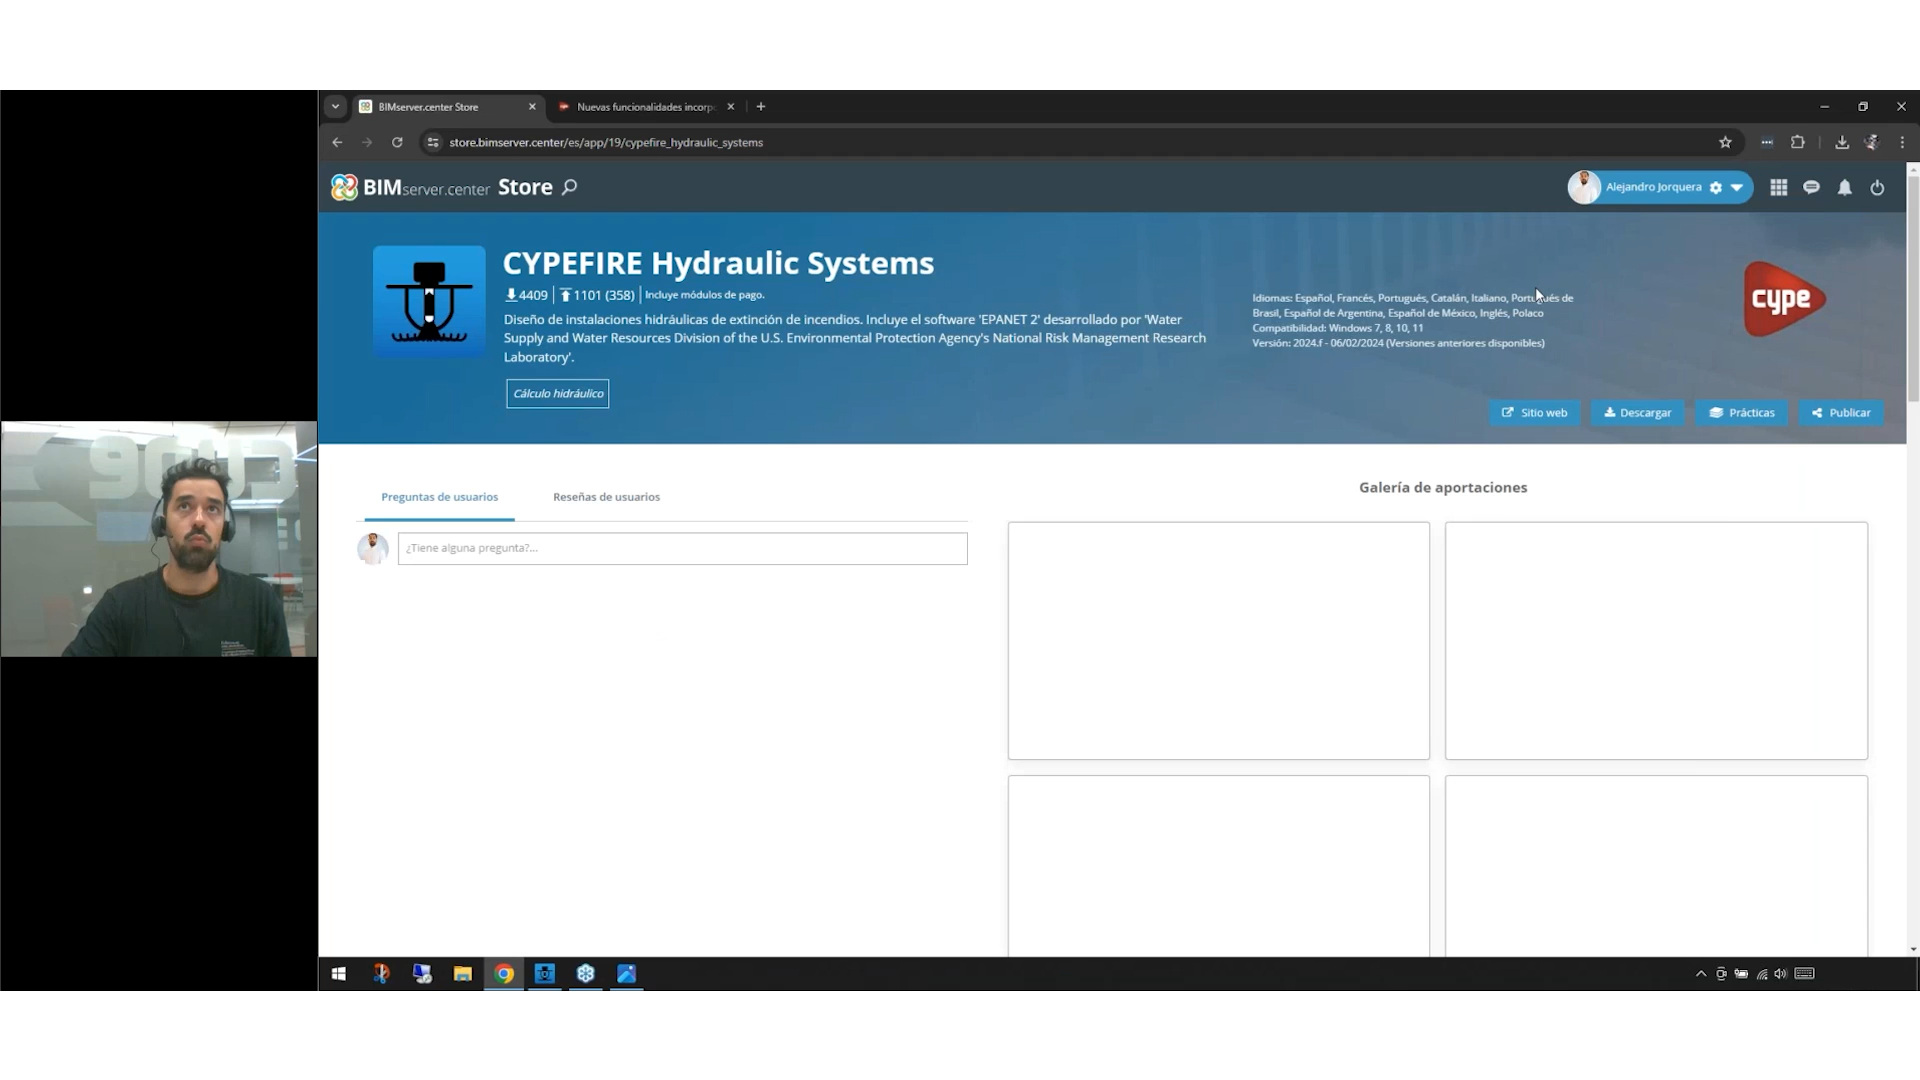 BIMserver.center Store
Nuevas funcionalidades incorp
store.bimserver.center/es/app/19/cypefire_hydraulic_systems
BIMserver.center Store
Alejandro Jorquera
CYPEFIRE Hydraulic Systems
4409 | 1101 (358) | Incluye módulos de pago.
Diseño de instalaciones hidráulicas de extinción de incendios. Incluye el software 'EPANET 2' desarrollado por 'Water
Supply and Water Resources Division of the U.S. Environmental Protection Agency's National Risk Management Research
Laboratory'.
Cálculo hidráulico
Idiomas: Español, Francés, Portugués, Catalán, Italiano, Portugués de
Brasil, Español de Argentina, Español de México, Inglés, Polaco
Compatibilidad: Windows 7, 8, 10, 11
Versión: 2024.f - 06/02/2024 (Versiones anteriores disponibles)
cype
Sitio web
Descargar
Prácticas
Publicar
Preguntas de usuarios
Reseñas de usuarios
¿Tiene alguna pregunta?...
Galería de aportaciones